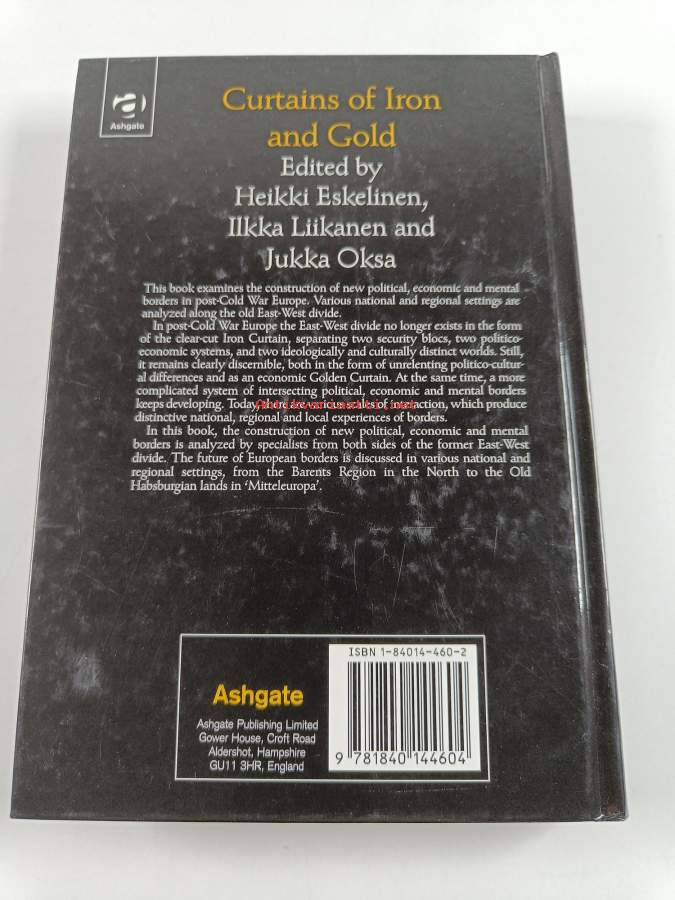 Ashgate
Curtains of Iron
and Gold
Edited by
Heikki Eskelinen,
Ilkka Liikanen and
Jukka Oksa
This book examines the construction of new political, economic and mental
borders in post-Cold War Europe. Various national and regional settings are
analyzed along the old East-West divide.
In post-Cold War Europe the East-West divide no longer exists in the form
of the clear-cut Iron Curtain, separating two security blocs, two politico-
economic systems, and two ideologically and culturally distinct worlds. Still,
it remains clearly discernible, both in the form of unrelenting politico-cultur-
al differences and as an economic Golden Curtain. At the same time, a more
complicated system of intersecting political, economic and mental borders
keeps developing. Today, there are various of interaction, which produce
distinctive national, regional and local experiences of borders.
In this book, the construction of new political, economic and mental
borders is analyzed by specialists from both sides of the former East-West
divide. The future of European borders is discussed in various national and
regional settings, from the Barents Region in the North to the Old
Habsburgian lands in 'Mitteleuropa'.
Ashgate
Ashgate Publishing Limited
Gower House, Croft Road
Aldershot, Hampshire
GU11 3HR, England
ISBN 1-84014-460-2
9 781840 144604